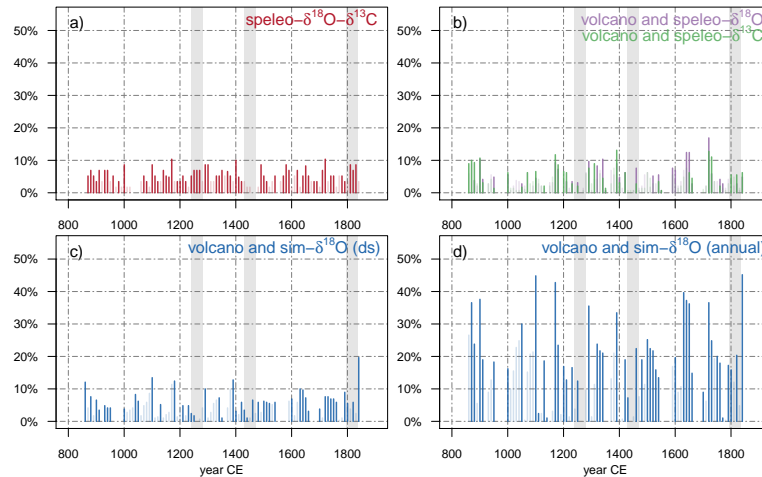 a)
speleo−δ18O−δ13C
50%
40%
30%
20%
10%
0%
800 1000 1200 1400 1600 1800
b)
volcano and speleo−δ18O
volcano and speleo−δ13C
50%
40%
30%
20%
10%
0%
800 1000 1200 1400 1600 1800
c)
volcano and sim−δ18O (ds)
50%
40%
30%
20%
10%
0%
800 1000 1200 1400 1600 1800
year CE
d)
volcano and sim−δ18O (annual)
50%
40%
30%
20%
10%
0%
800 1000 1200 1400 1600 1800
year CE